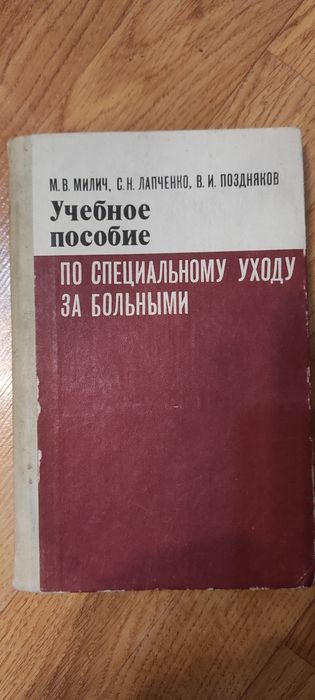 М. В. МИЛИЧ, С. Н. ЛАПЧЕНКО, В. И. ПОЗДНЯКОВ
Учебное
пособие
ПО СПЕЦИАЛЬНОМУ УХОДУ
ЗА БОЛЬНЫМИ